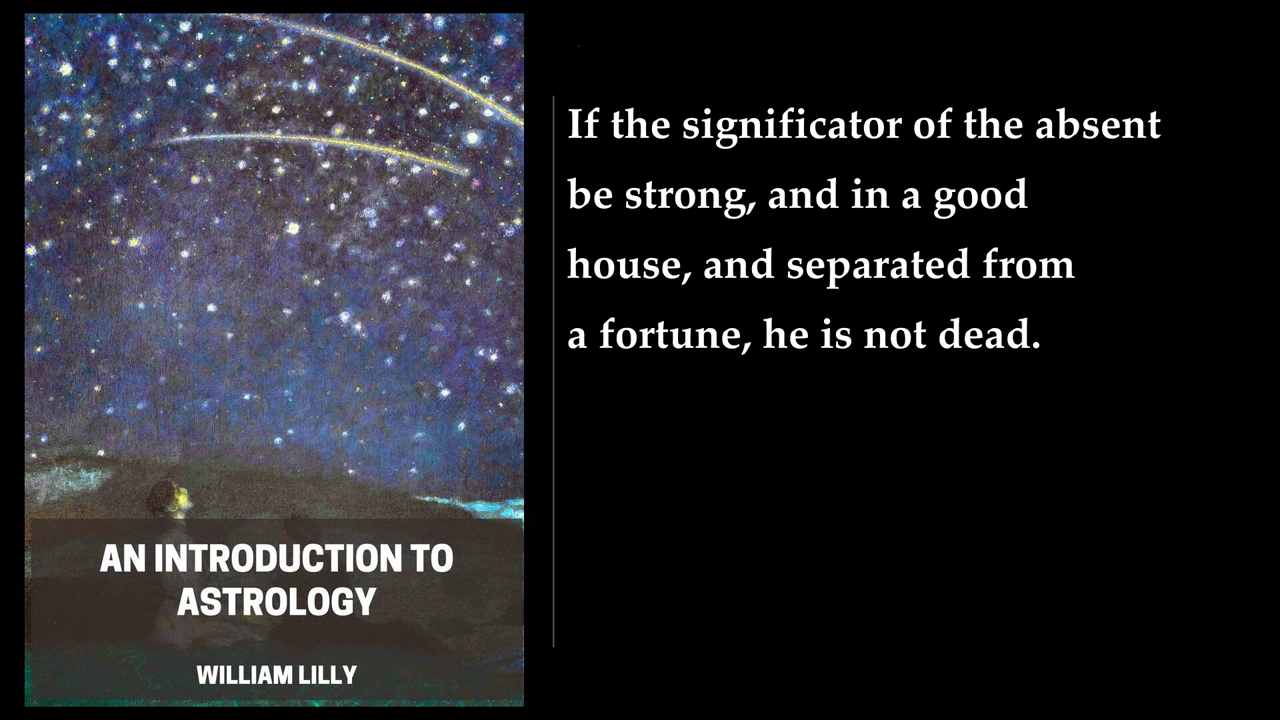 AN INTRODUCTION TO
ASTROLOGY
WILLIAM LILLY
If the significator of the absent
be strong, and in a good
house, and separated from
a fortune, he is not dead.